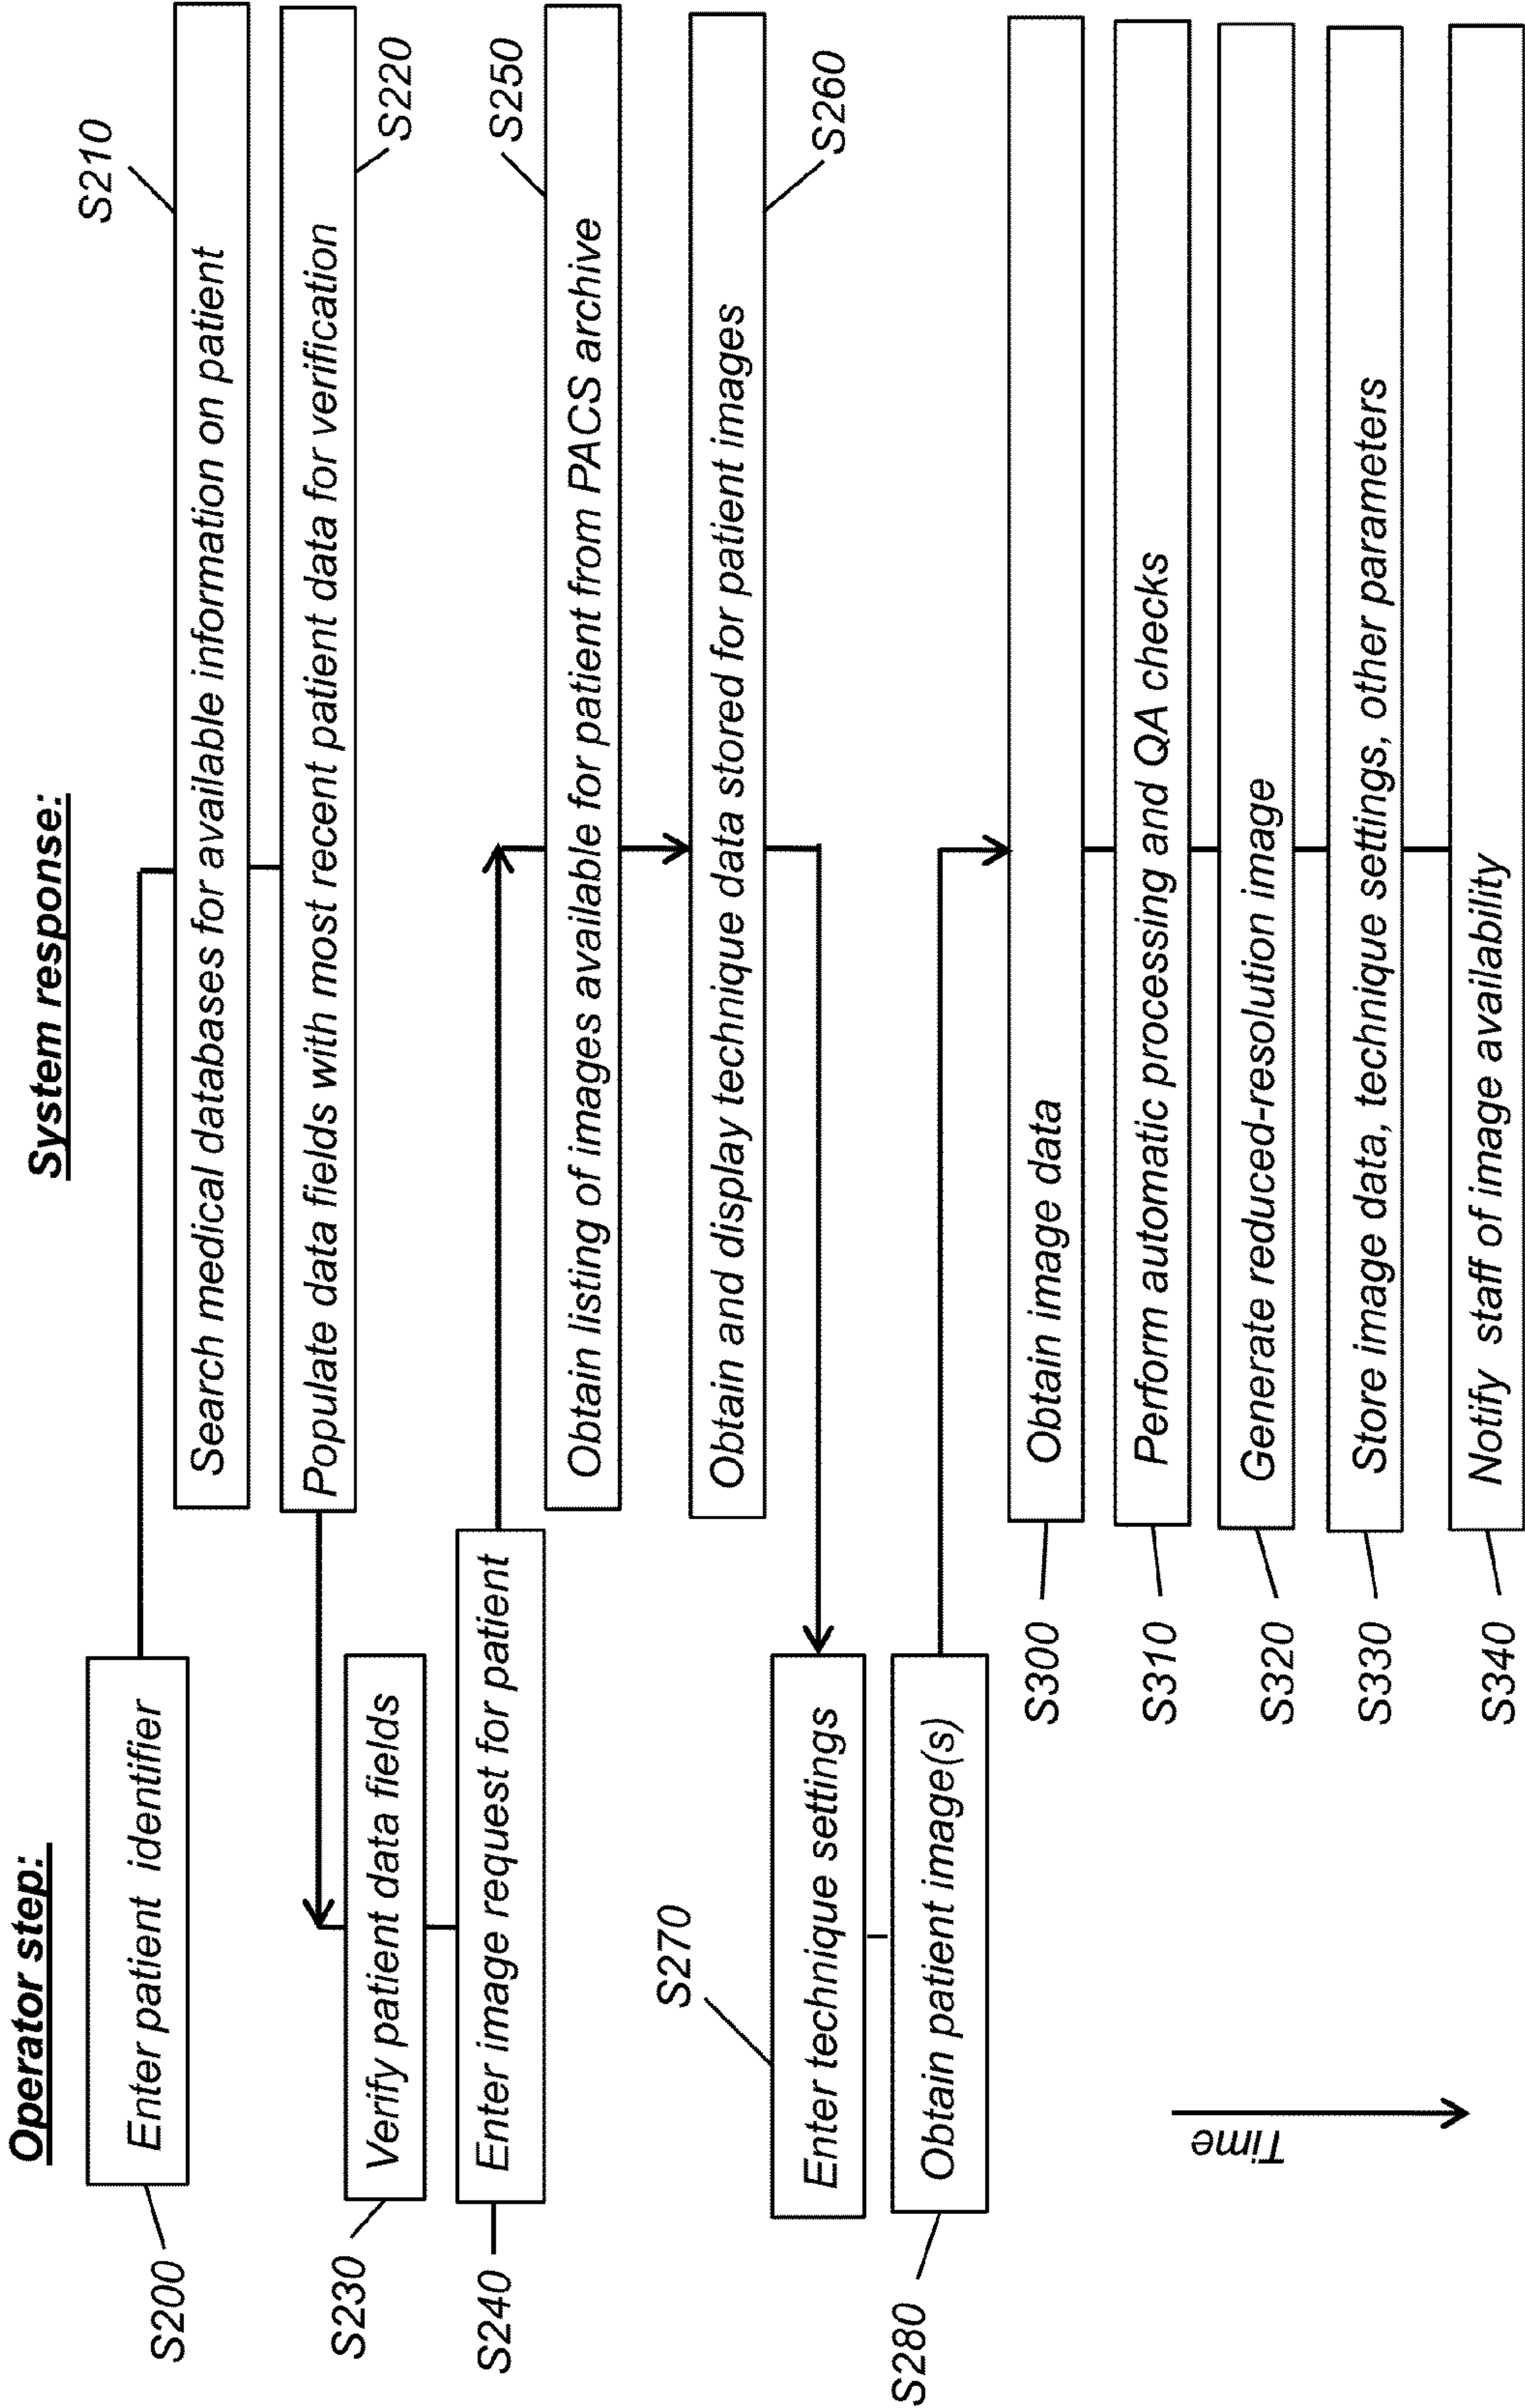 Operator step:
System response:
S200
Enter patient  identifier
S210
Search medical databases for available information on patient
Populate data fields with most recent patient data for verification
S220
S230
Verify patient data fields
S240
Enter image request for patient
S250
Obtain listing of images available for patient from PACS archive
Obtain and display technique data stored for patient images
S260
S270
Enter technique settings
S280
Obtain patient image(s)
S300
Obtain image data
S310
Perform automatic processing and QA checks
S320
Generate reduced-resolution image
S330
Store image data, technique settings, other parameters
S340
Notify  staff of image availability
Time